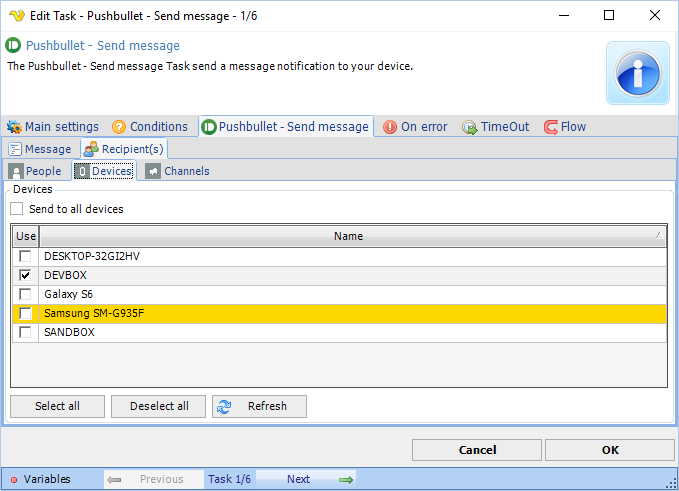 Edit Task - Pushbullet - Send message - 1/6
Pushbullet - Send message
The Pushbullet - Send message Task send a message notification to your device.
Main settings Conditions Pushbullet - Send message On error TimeOut Flow
Message Recipient(s)
People Devices Channels
Devices
Send to all devices
Use Name
DESKTOP-32GI2HV
DEVBOX
Galaxy S6
Samsung SM-G935F
SANDBOX
Select all Deselect all Refresh
Cancel OK
Variables Previous Task 1/6 Next